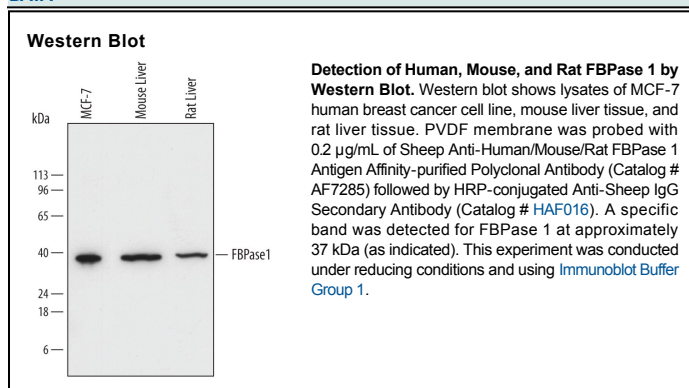 Western Blot
MCF-7
Mouse Liver
Rat Liver
kDa
113
96
65
40
24
18
6
FBPase1
Detection of Human, Mouse, and Rat FBPase 1 by
Western Blot. Western blot shows lysates of MCF-7
human breast cancer cell line, mouse liver tissue, and
rat liver tissue. PVDF membrane was probed with
0.2 µg/mL of Sheep Anti-Human/Mouse/Rat FBPase 1
Antigen Affinity-purified Polyclonal Antibody (Catalog #
AF7285) followed by HRP-conjugated Anti-Sheep IgG
Secondary Antibody (Catalog # HAF016). A specific
band was detected for FBPase 1 at approximately
37 kDa (as indicated). This experiment was conducted
under reducing conditions and using Immunoblot Buffer
Group 1.